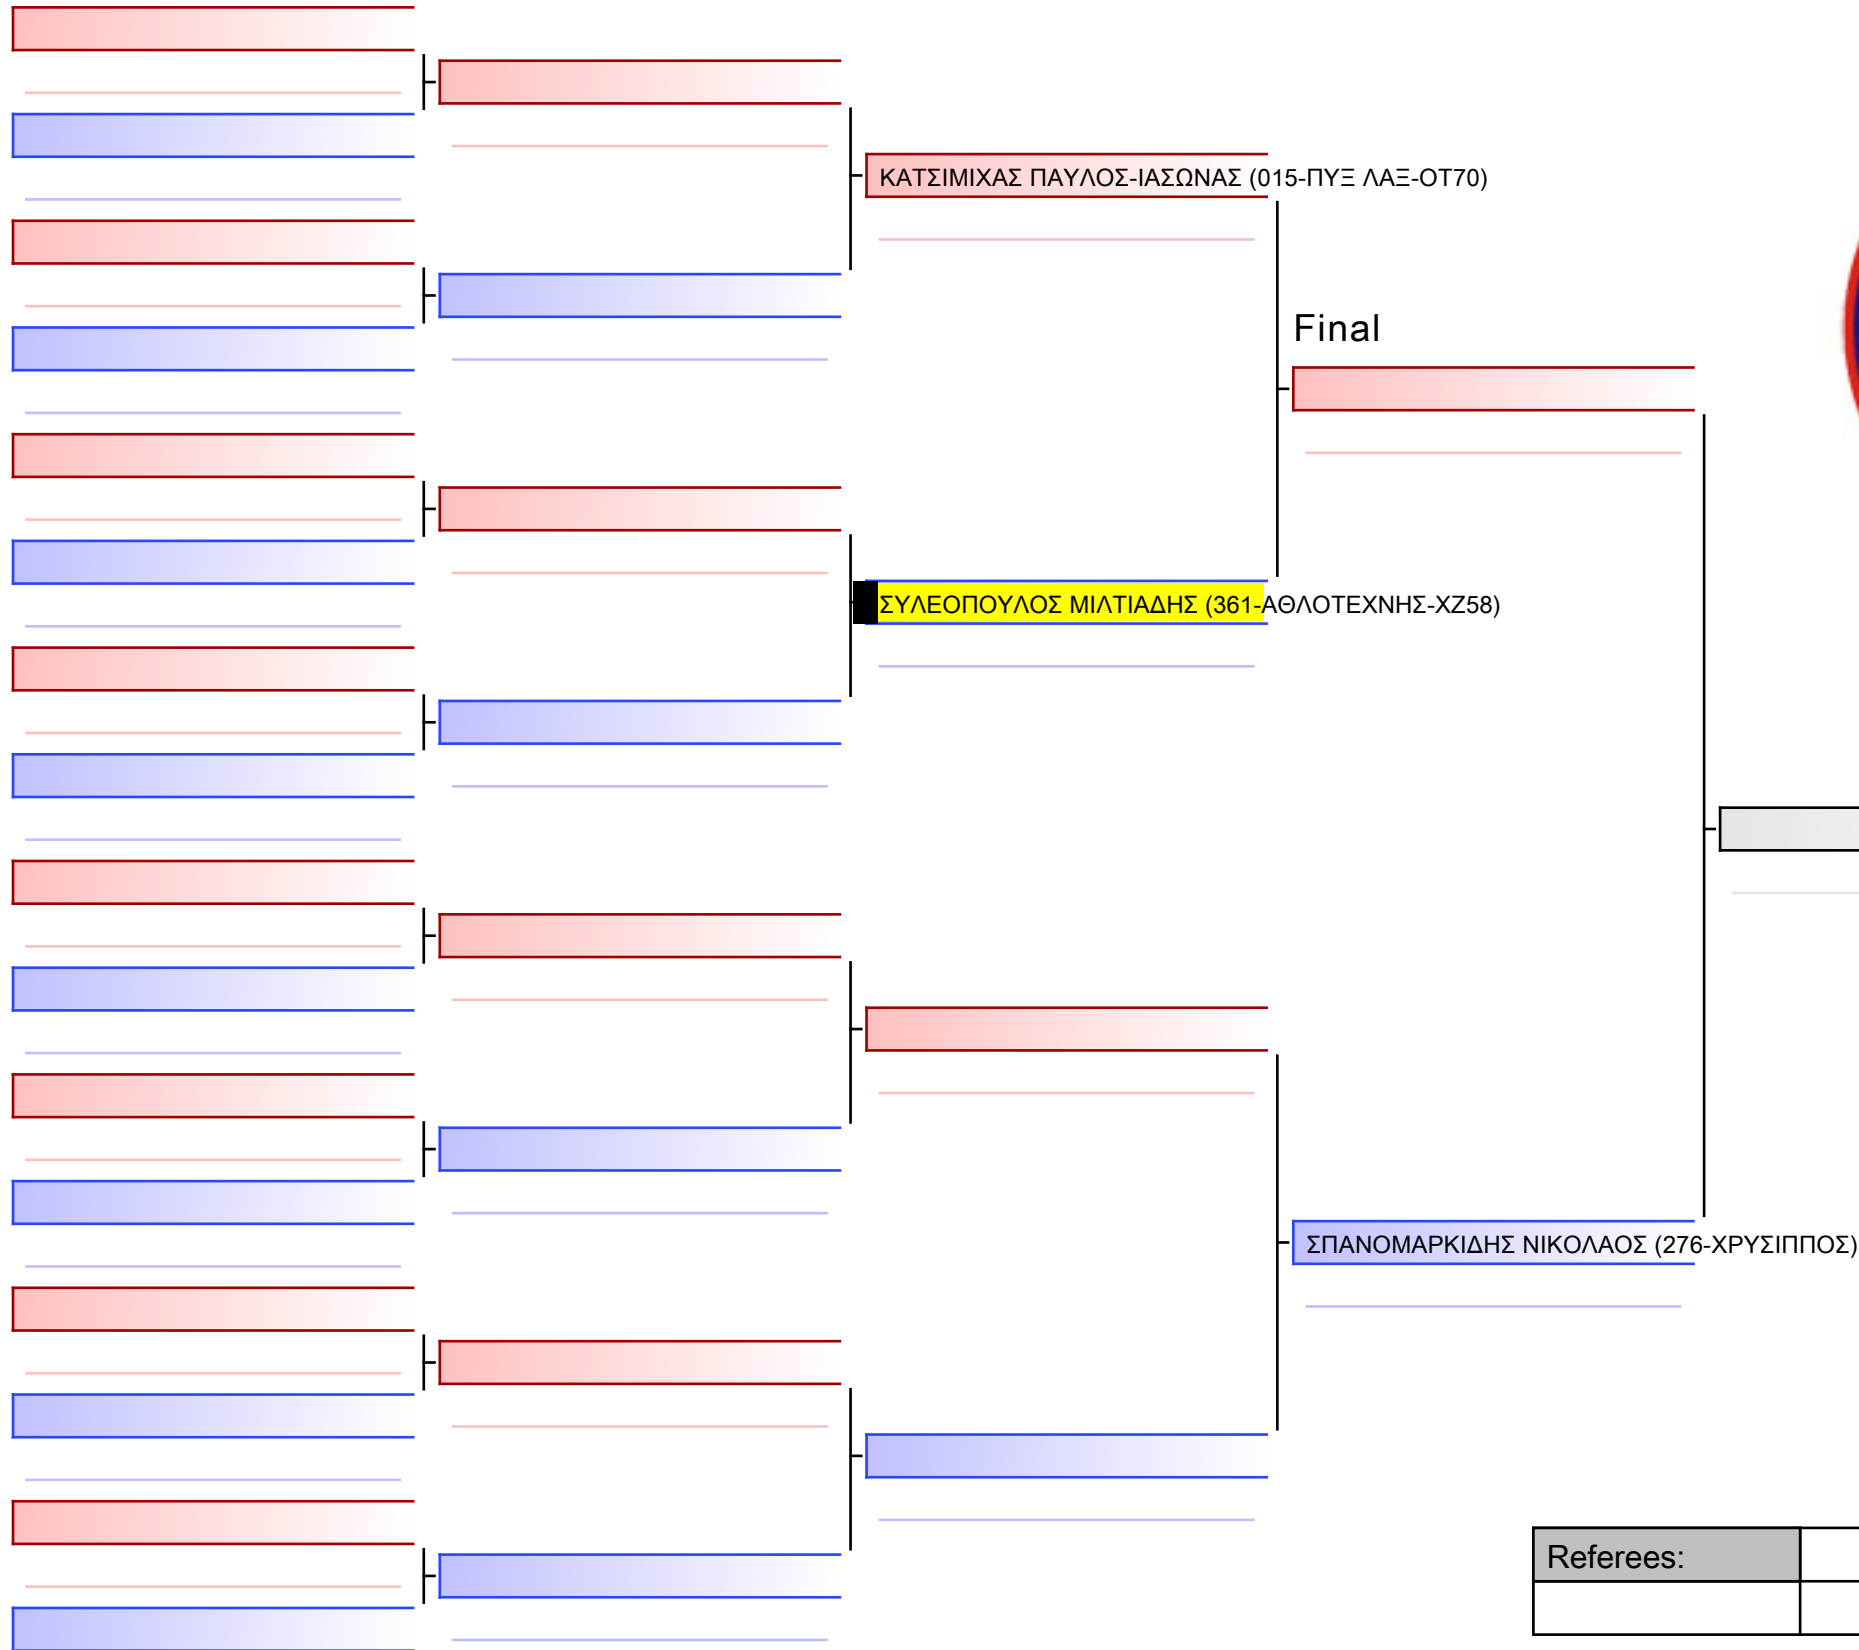 ΚΑΤΣΙΜΙΧΑΣ ΠΑΥΛΟΣ-ΙΑΣΩΝΑΣ (015-ΠΥΞ ΛΑΞ-ΟΤ70)
Final
ΣΥΛΕΟΠΟΥΛΟΣ ΜΙΛΤΙΑΔΗΣ (361-ΑΘΛΟΤΕΧΝΗΣ-ΧΖ58)
ΣΠΑΝΟΜΑΡΚΙΔΗΣ ΝΙΚΟΛΑΟΣ (276-ΧΡΥΣΙΠΠΟΣ)
Referees: